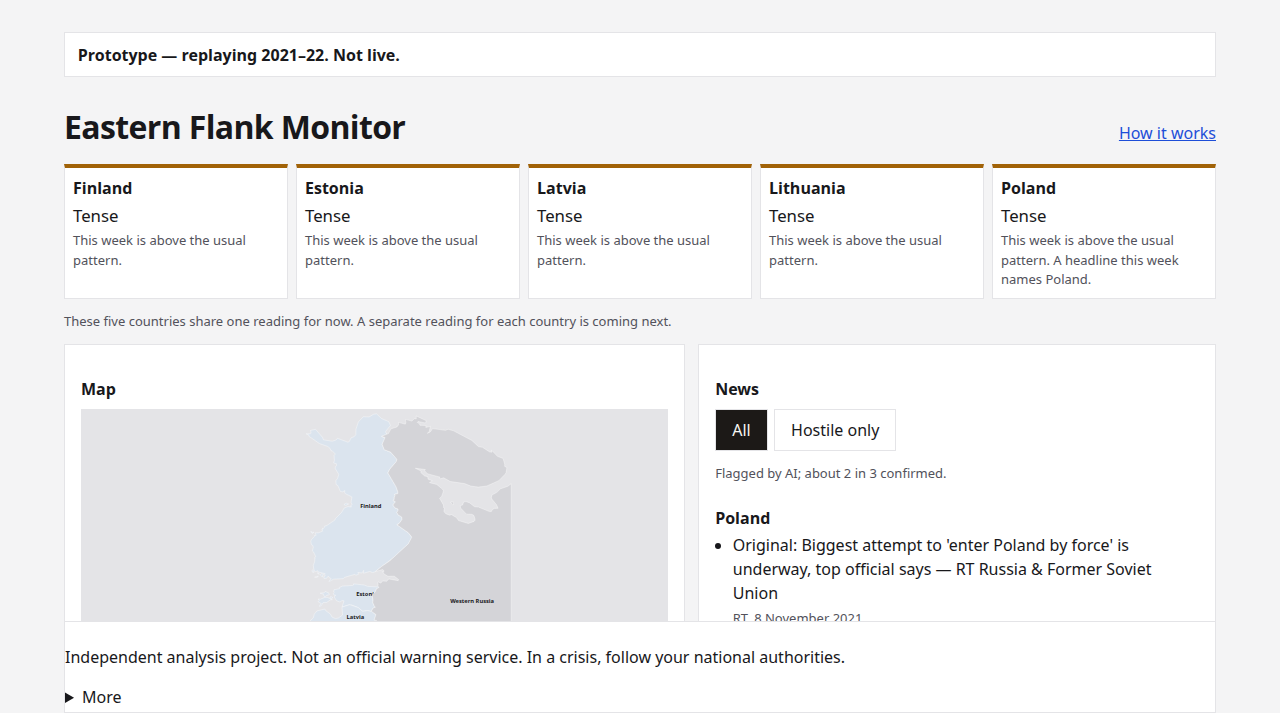 Prototype — replaying 2021–22. Not live.
Eastern Flank Monitor
How it works
Finland
Tense
This week is above the usual
pattern.
Estonia
Tense
This week is above the usual
pattern.
Latvia
Tense
This week is above the usual
pattern.
Lithuania
Tense
This week is above the usual
pattern.
Poland
Tense
This week is above the usual
pattern. A headline this week
names Poland.
These five countries share one reading for now. A separate reading for each country is coming next.
Map
Finland
Eston
Western Russia
Latvia
News
All
Hostile only
Flagged by AI; about 2 in 3 confirmed.
Poland
Original: Biggest attempt to 'enter Poland by force' is
underway, top official says — RT Russia & Former Soviet
Union
RT, 8 November 2021
Independent analysis project. Not an official warning service. In a crisis, follow your national authorities.
More